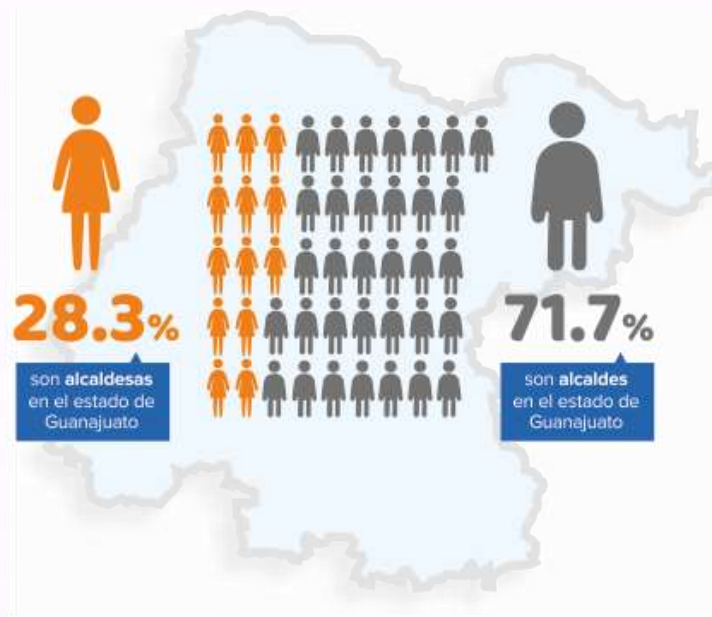 28.3%
son alcaldesas
en el estado de
Guanajuato
71.7%
son alcaldes
en el estado de
Guanajuato